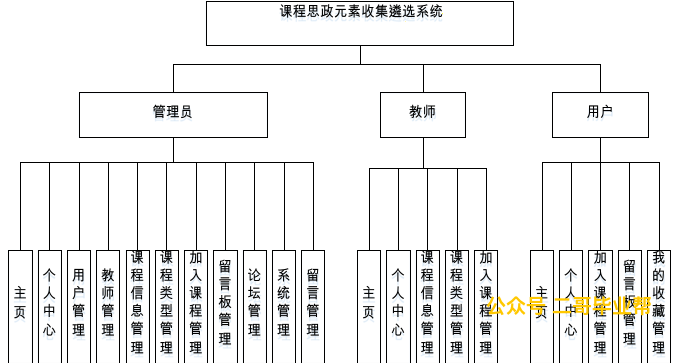 课程思政元素收集遴选系统
管理员
教师
用户
主页
个人中心
用户管理
教师管理
课程信息管理
课程类型管理
加入课程管理
留言板管理
论坛管理
系统管理
留言管理
主页
个人中心
课程信息管理
课程类型管理
加入课程管理
主页
个人中心
加入课程管理
留言板管理
我的收藏管理
公众号 二哥毕业帮